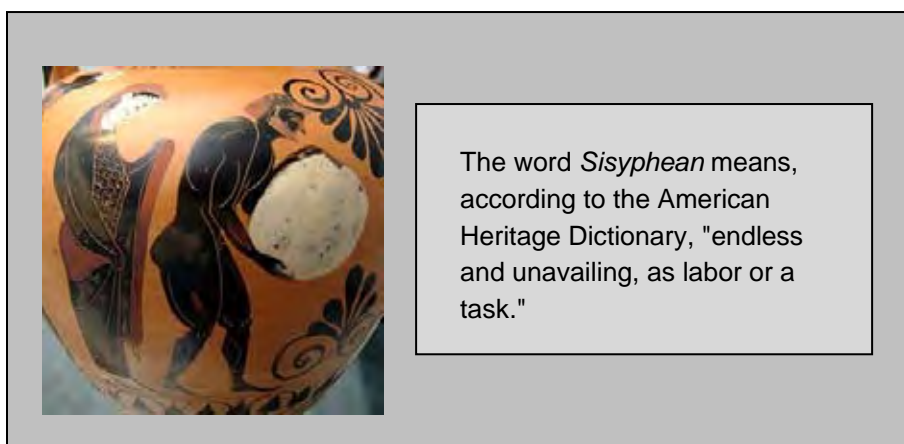 The word Sisyphean means,
according to the American
Heritage Dictionary, "endless
and unavailing, as labor or a
task."